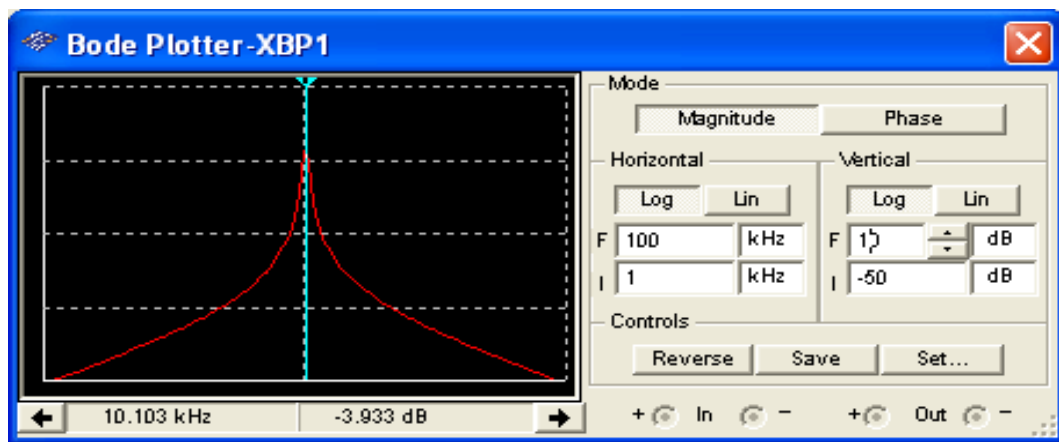 Bode Plotter-XBP1
Mode
Magnitude
Phase
Horizontal
Log
Lin
F
100
kHz
I
1
kHz
Vertical
Log
Lin
F
dB
I
-50
dB
Controls
Reverse
Save
Set...
10.103 kHz
-3.933 dB
+ In -
+ Out -